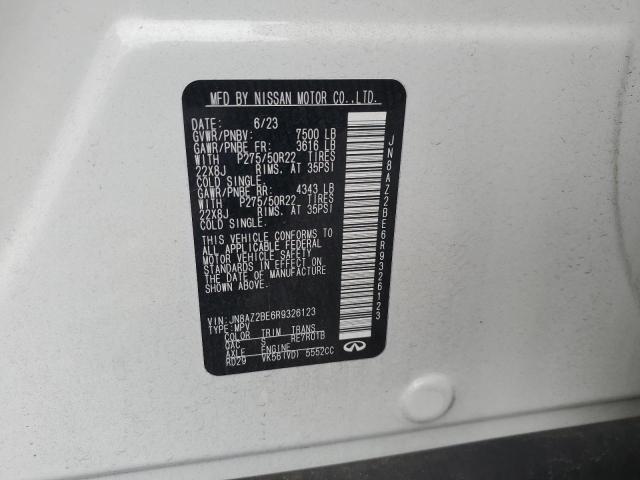 MFD BY NISSAN MOTOR CO.,LTD.
DATE: 6/23
GVWR/PNBV: 7500 LB
GAWR/PNBE FR: 3616 LB
WITH P275/50R22 TIRES
22X8J RIMS, AT 35PSI
COLD SINGLE.
GAWR/PNBE RR: 4343 LB
WITH P275/50R22 TIRES
22X8J RIMS, AT 35PSI
COLD SINGLE.
THIS VEHICLE CONFORMS TO
ALL APPLICABLE FEDERAL
MOTOR VEHICLE SAFETY
STANDARDS IN EFFECT ON
THE DATE OF MANUFACTURE
SHOWN ABOVE.
VIN: JN8AZ2BE6R9326123
TYPE: MPV
COLOR TRIM TRANS
QAC S RE7R01B
AXLE ENGINE
RD29 VK56(VD) 5552CC
JN8AZ2BE6R9326123